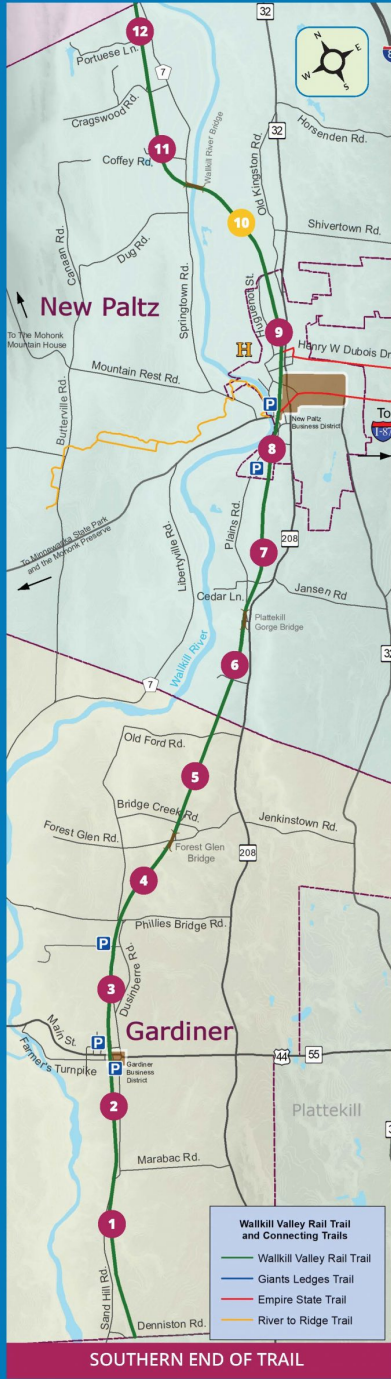 12
32
Portuese Ln.
7
N
E
W
S
Cragswood Rd.
32
Horsenden Rd.
11
Coffey Rd.
Wallkill River Bridge
Old Kingston Rd.
10
Shivertown Rd.
Canaan Rd.
Dug Rd.
Springtown Rd.
Huguenot St.
New Paltz
9
To The Mohonk
Mountain House
H
Henry W Dubois Dr
Mountain Rest Rd.
Butterville Rd.
P
New Paltz
Business District
To
I-87
8
P
To Minnewaska State Park
and the Mohonk Preserve
Libertyville Rd.
Plains Rd.
208
7
Cedar Ln.
Jansen Rd
Plattekill
Gorge Bridge
Wallkill River
6
32
7
Old Ford Rd.
5
Bridge Creek Rd.
Forest Glen Rd.
Jenkinstown Rd.
Forest Glen
Bridge
208
4
Phillies Bridge Rd.
P
Dusinberre Rd.
3
Main St.
Gardiner
P
Farmer's Turnpike
P
Gardiner
Business
District
44
55
2
Plattekill
Marabac Rd.
1
Sand Hill Rd.
Wallkill Valley Rail Trail
and Connecting Trails
Wallkill Valley Rail Trail
Giants Ledges Trail
Empire State Trail
River to Ridge Trail
Denniston Rd.
SOUTHERN END OF TRAIL